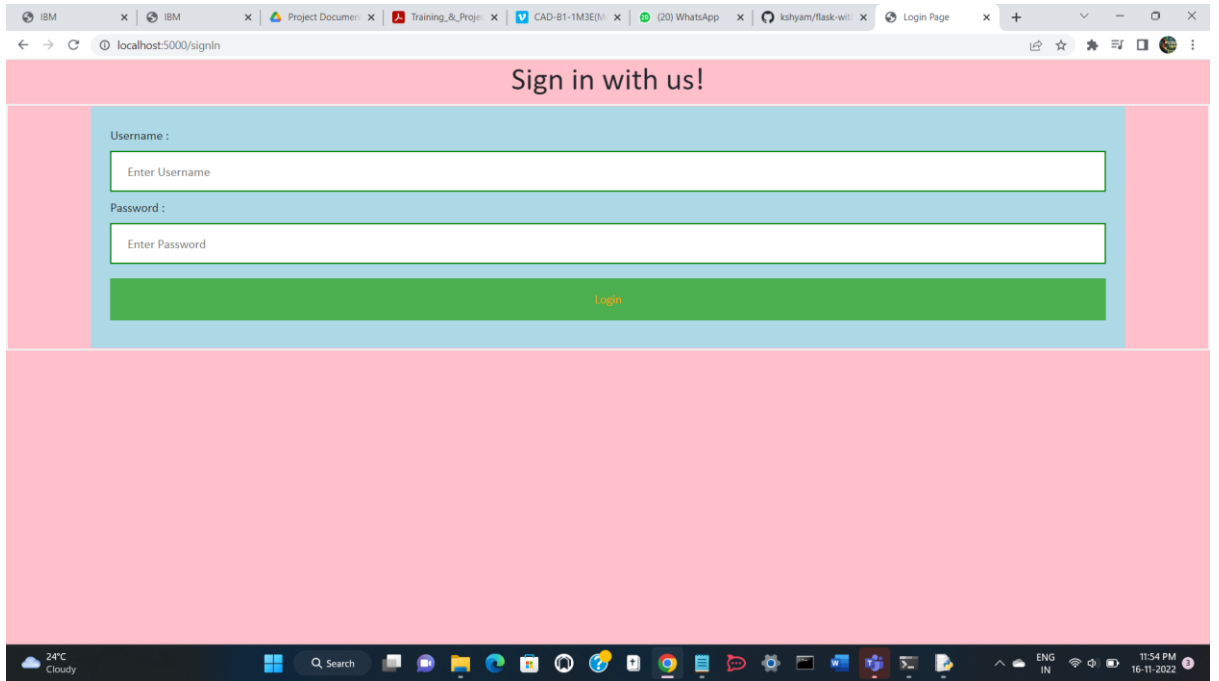 IBM IBM Project Documen Training_&_Projec CAD-B1-1M3E(M (20) WhatsApp kshyam/flask-wit Login Page
localhost:5000/signIn
Sign in with us!
Username :
Enter Username
Password :
Enter Password
Login
24°C
Cloudy
Search
ENG
IN
11:54 PM
16-11-2022
3